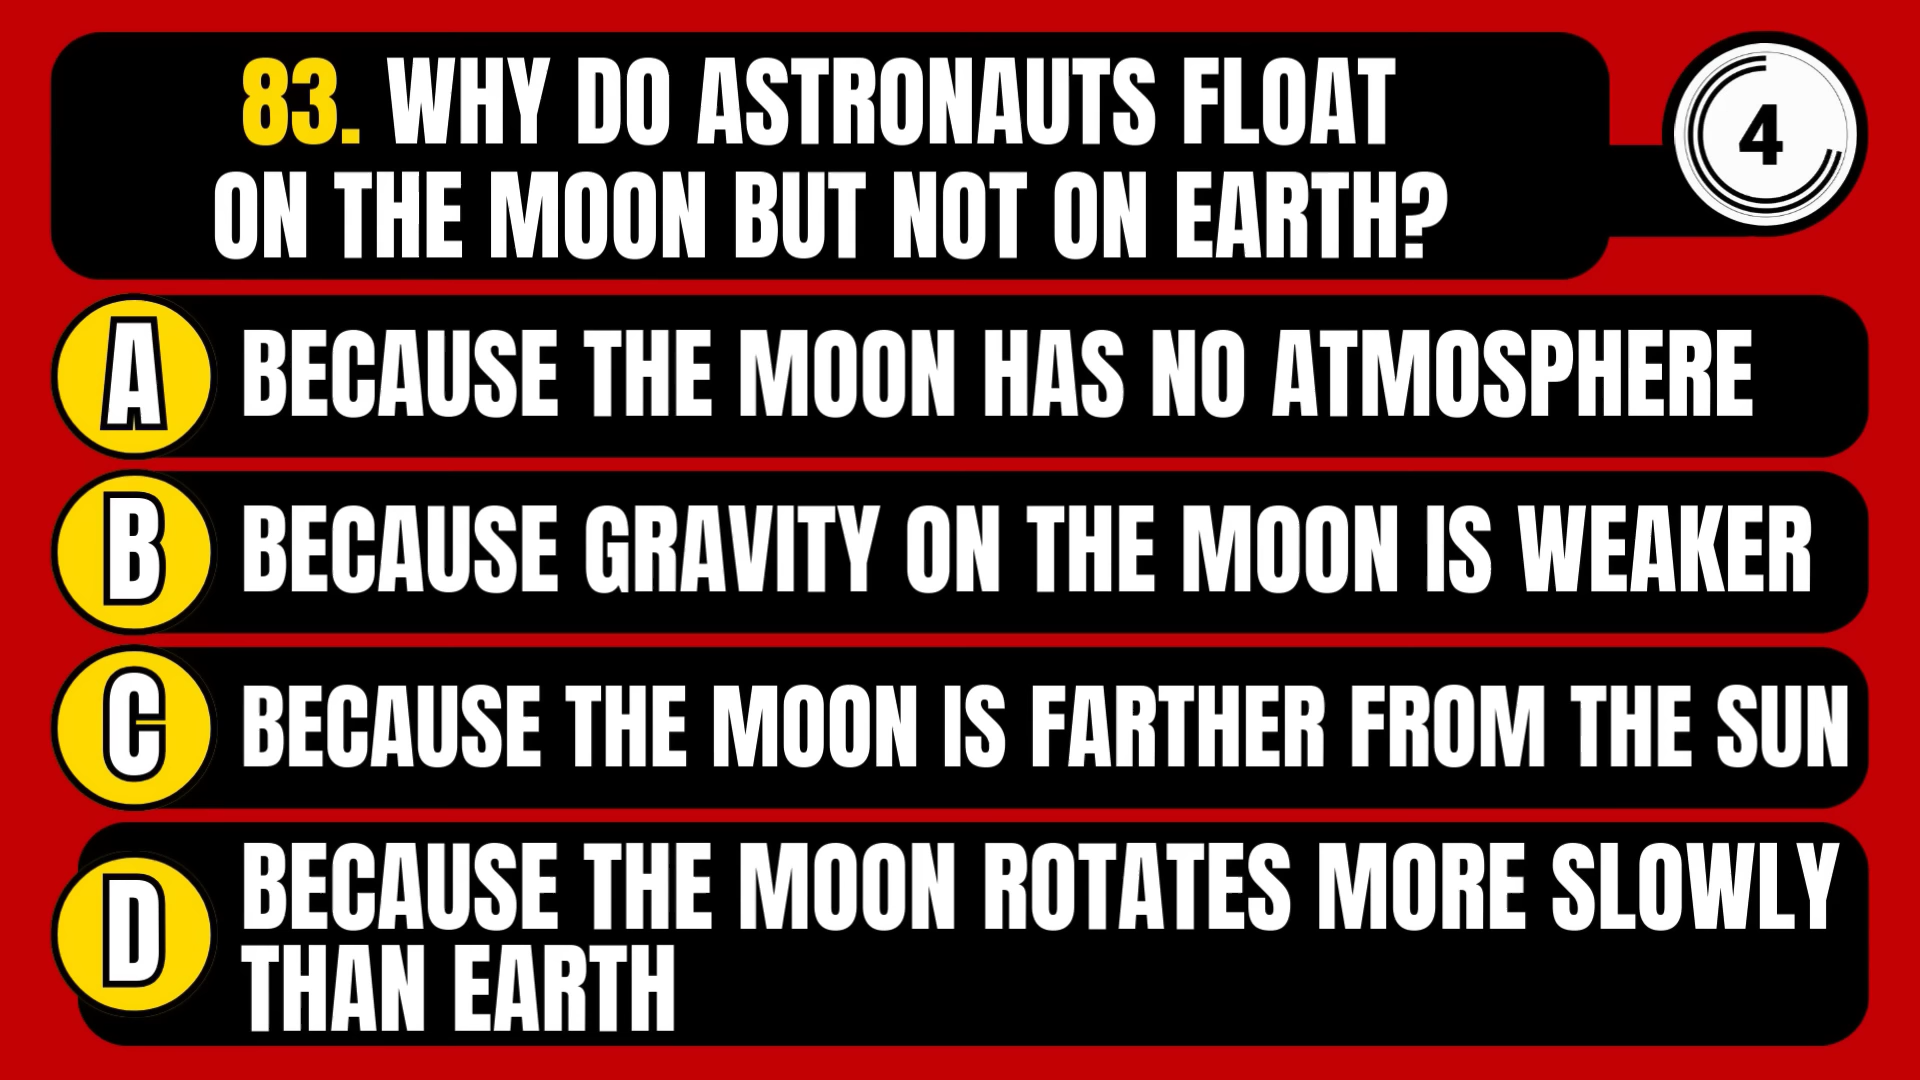 83. WHY DO ASTRONAUTS FLOAT
ON THE MOON BUT NOT ON EARTH?
4
A
BECAUSE THE MOON HAS NO ATMOSPHERE
B
BECAUSE GRAVITY ON THE MOON IS WEAKER
C
BECAUSE THE MOON IS FARTHER FROM THE SUN
D
BECAUSE THE MOON ROTATES MORE SLOWLY
THAN EARTH